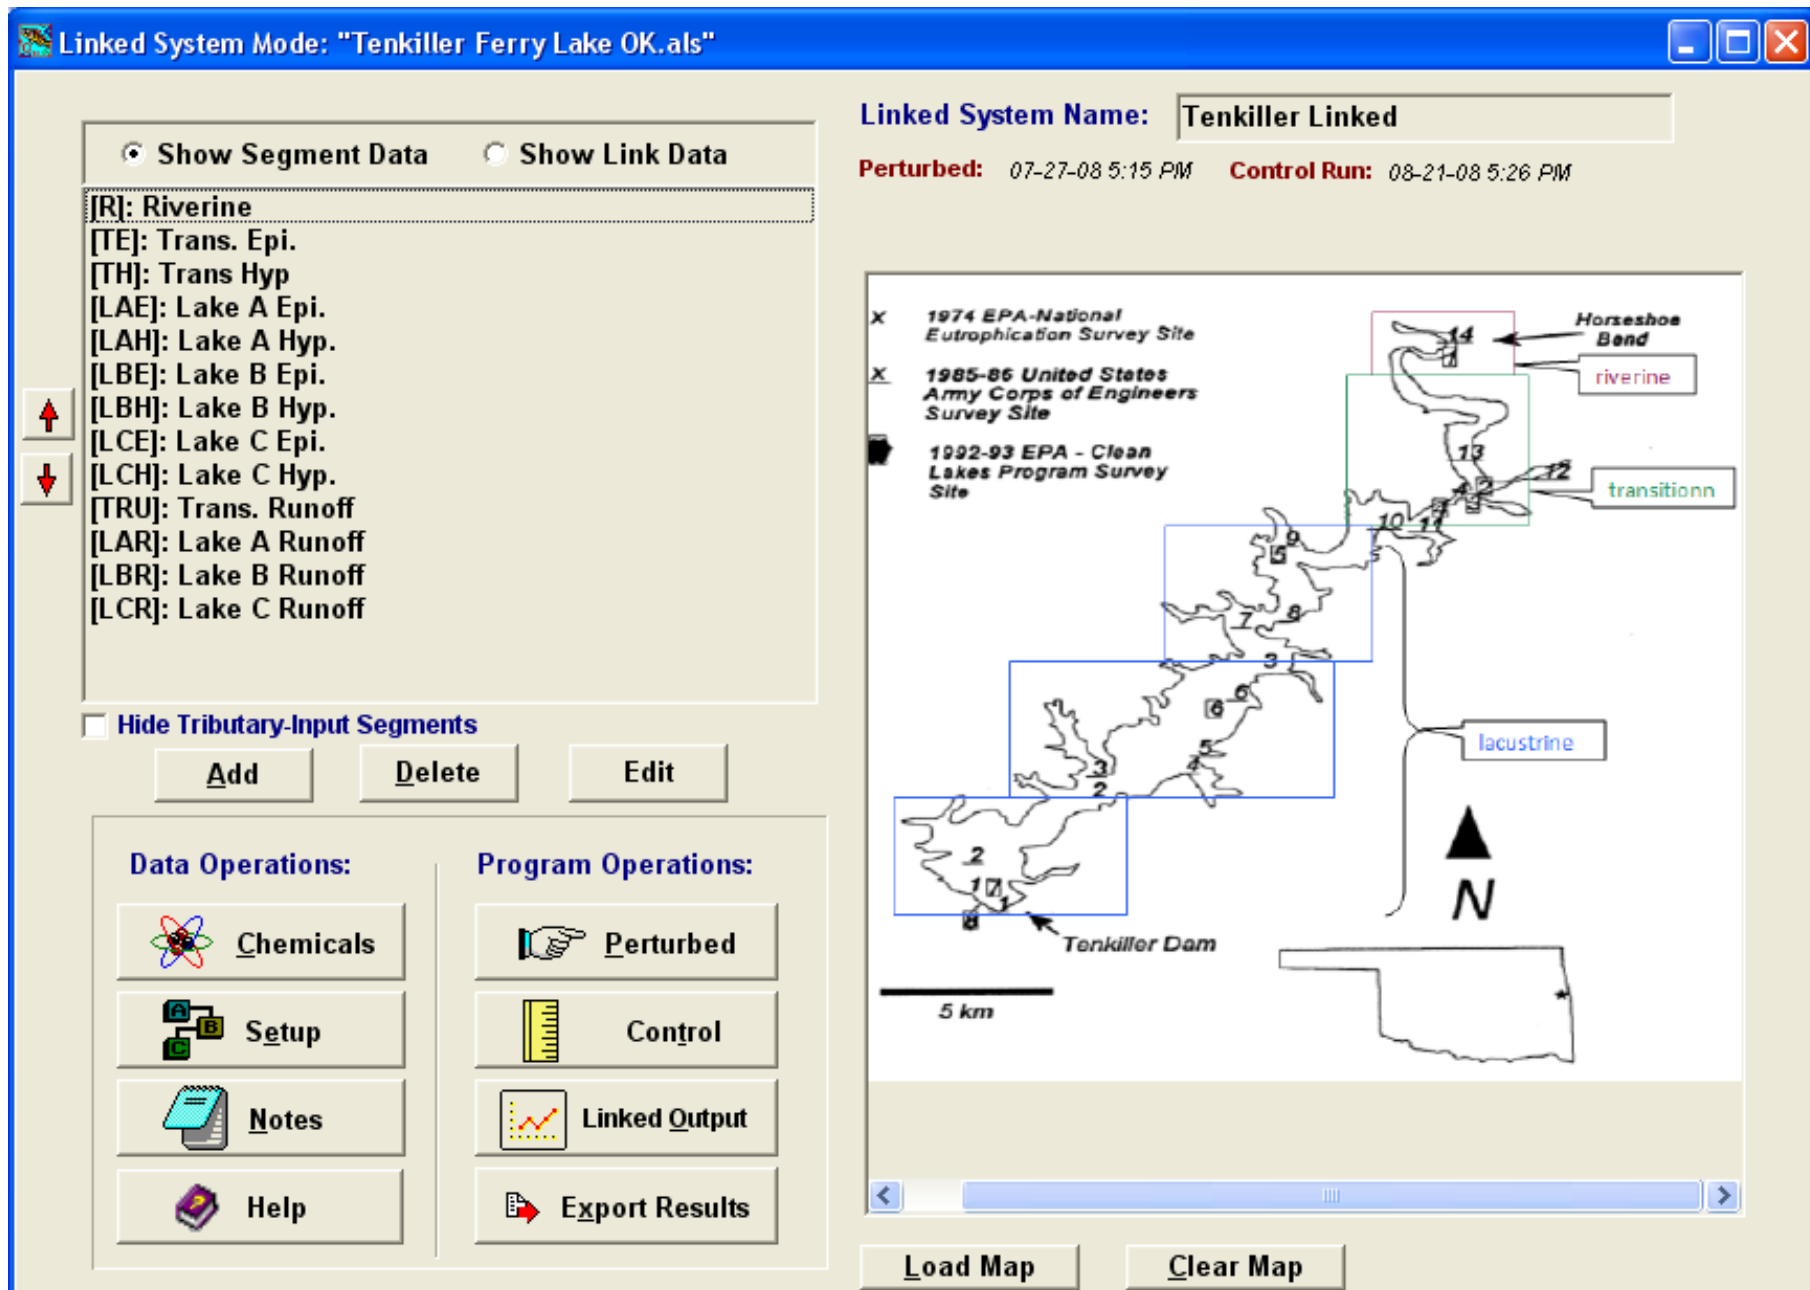 Linked System Mode: "Tenkiller Ferry Lake OK.als"
Show Segment Data Show Link Data
[R]: Riverine
[TE]: Trans. Epi.
[TH]: Trans Hyp
[LAE]: Lake A Epi.
[LAH]: Lake A Hyp.
[LBE]: Lake B Epi.
[LBH]: Lake B Hyp.
[LCE]: Lake C Epi.
[LCH]: Lake C Hyp.
[TRU]: Trans. Runoff
[LAR]: Lake A Runoff
[LBR]: Lake B Runoff
[LCR]: Lake C Runoff
Hide Tributary-Input Segments
Add Delete Edit
Data Operations:
Chemicals
Setup
Notes
Help
Program Operations:
Perturbed
Control
Linked Output
Export Results
Linked System Name: Tenkiller Linked
Perturbed: 07-27-08 5:15 PM Control Run: 08-21-08 5:26 PM
x 1974 EPA-National
Eutrophication Survey Site
x 1985-86 United States
Army Corps of Engineers
Survey Site
1992-93 EPA - Clean
Lakes Program Survey
Site
Horseshoe
Bend
riverine
transitionn
lacustrine
14
13
12
10 11
9
5
8
7
3
6
6
5
4
3
2
2
1
1
Tenkiller Dam
5 km
N
Load Map Clear Map